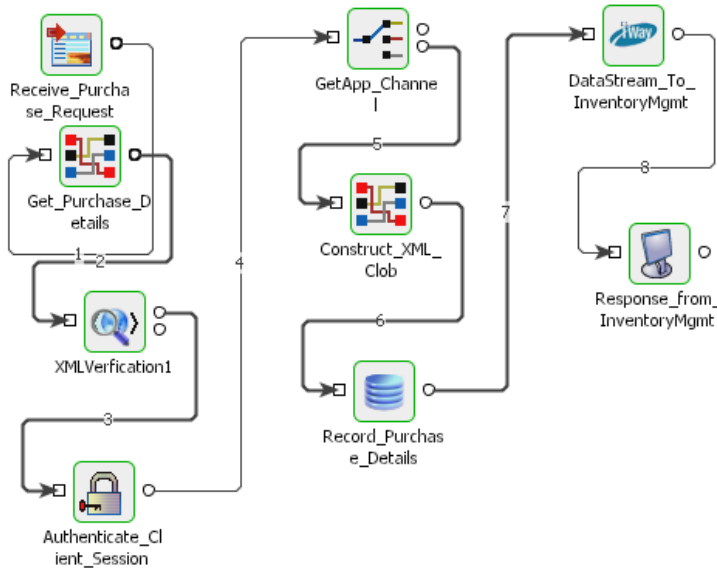 Receive_Purcha
se_Request
Get_Purchase_D
etails
1
2
XMLVerfication1
3
Authenticate_Cl
ient_Session
4
GetApp_Channe
l
5
Construct_XML_
Clob
6
Record_Purchas
e_Details
7
iWay
DataStream_To_
InventoryMgmt
8
Response_from_
InventoryMgmt